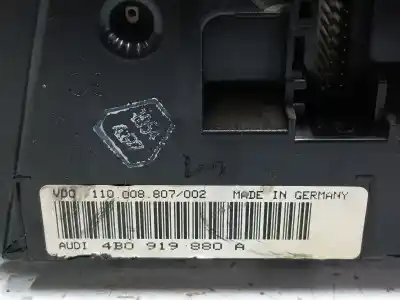 VDO 110.008.807/002 MADE IN GERMANY
AUDI 4B0 919 880 A